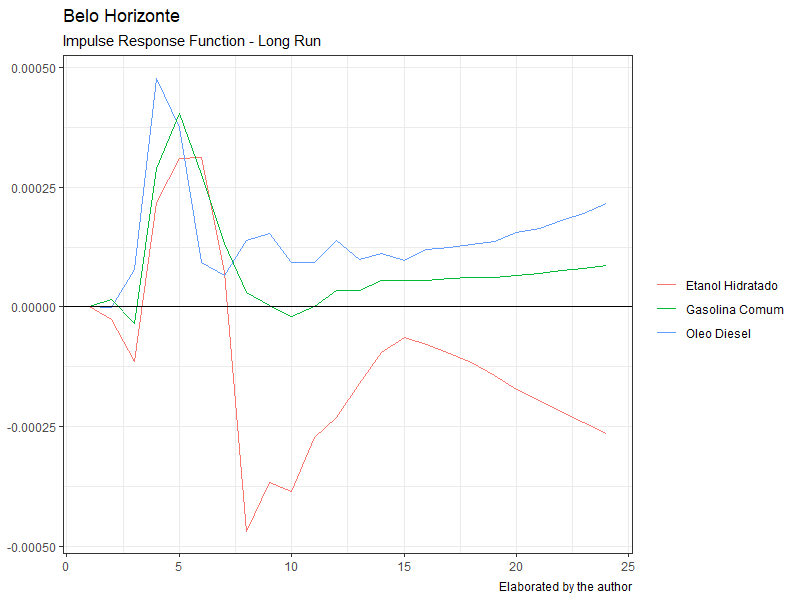 Belo Horizonte
Impulse Response Function - Long Run
0.00050
0.00025
0.00000
-0.00025
-0.00050
0 5 10 15 20 25
Etanol Hidratado
Gasolina Comum
Oleo Diesel
Elaborated by the author